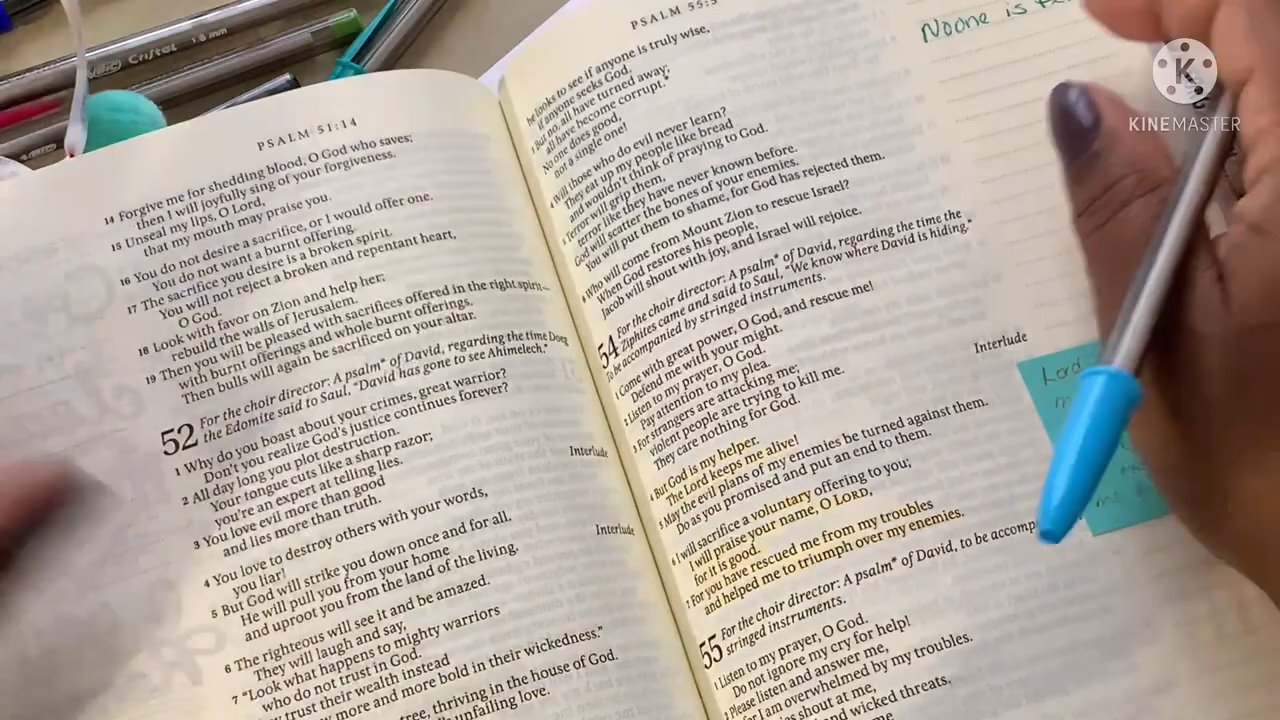 BIC Cristal 1.6 mm
PSALM 51:14
14 Forgive me for shedding blood, O God who saves;
then I will joyfully sing of your forgiveness.
15 Unseal my lips, O Lord,
that my mouth may praise you.
16 You do not desire a sacrifice, or I would offer one.
You do not want a burnt offering.
17 The sacrifice you desire is a broken spirit.
You will not reject a broken and repentant heart,
O God.
18 Look with favor on Zion and help her;
rebuild the walls of Jerusalem.
19 Then you will be pleased with sacrifices offered in the right spirit—
with burnt offerings and whole burnt offerings.
Then bulls will again be sacrificed on your altar.
52 For the choir director: A psalm* of David, regarding the time Doeg
the Edomite said to Saul, "David has gone to see Ahimelech."
1 Why do you boast about your crimes, great warrior?
Don't you realize God's justice continues forever?
2 All day long you plot destruction.
Your tongue cuts like a sharp razor;
you're an expert at telling lies.
3 You love evil more than good
and lies more than truth.
Interlude
4 You love to destroy others with your words,
you liar!
5 But God will strike you down once and for all.
He will pull you from your home
and uproot you from the land of the living.
Interlude
6 The righteous will see it and be amazed.
They will laugh and say,
7 "Look what happens to mighty warriors
who do not trust in God.
trust their wealth instead
more and more bold in their wickedness."
tree, thriving in the house of God.
unfailing love.
PSALM 55:3
he looks to see if anyone is truly wise,
if anyone seeks God.
3 But no, all have turned away;
all have become corrupt.*
No one does good,
not a single one!
4 Will those who do evil never learn?
They eat up my people like bread
and wouldn't think of praying to God.
5 Terror will grip them,
terror like they have never known before.
God will scatter the bones of your enemies.
You will put them to shame, for God has rejected them.
6 Who will come from Mount Zion to rescue Israel?
When God restores his people,
Jacob will shout with joy, and Israel will rejoice.
54 For the choir director: A psalm* of David, regarding the time the
Ziphites came and said to Saul, "We know where David is hiding."
To be accompanied by stringed instruments.
1 Come with great power, O God, and rescue me!
Defend me with your might.
2 Listen to my prayer, O God.
Pay attention to my plea.
3 For strangers are attacking me;
violent people are trying to kill me.
They care nothing for God.
Interlude
4 But God is my helper.
The Lord keeps me alive!
5 May the evil plans of my enemies be turned against them.
Do as you promised and put an end to them.
6 I will sacrifice a voluntary offering to you;
I will praise your name, O LORD,
for it is good.
7 For you have rescued me from my troubles
and helped me to triumph over my enemies.
55 For the choir director: A psalm* of David, to be accomp
stringed instruments.
1 Listen to my prayer, O God.
Do not ignore my cry for help!
2 Please listen and answer me,
for I am overwhelmed by my troubles.
shout at me,
and wicked threats.
me
Noone is
Lord
me
K
KINEMASTER